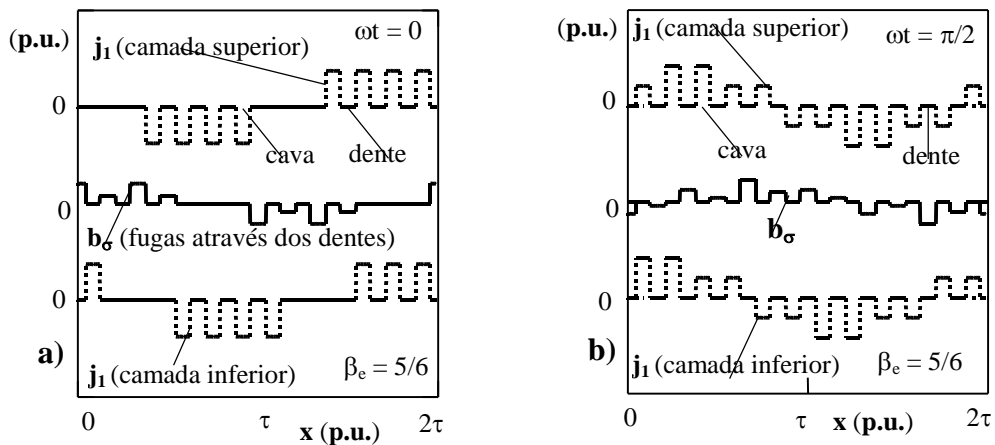 (p.u.)
j₁ (camada superior)
ωt = 0
0
cava
dente
0
bσ (fugas através dos dentes)
0
a)
j₁ (camada inferior)
βₑ = 5/6
0
τ
2τ
x (p.u.)
(p.u.)
j₁ (camada superior)
ωt = π/2
0
cava
dente
0
bσ
0
b)
j₁ (camada inferior)
βₑ = 5/6
0
τ
2τ
x (p.u.)